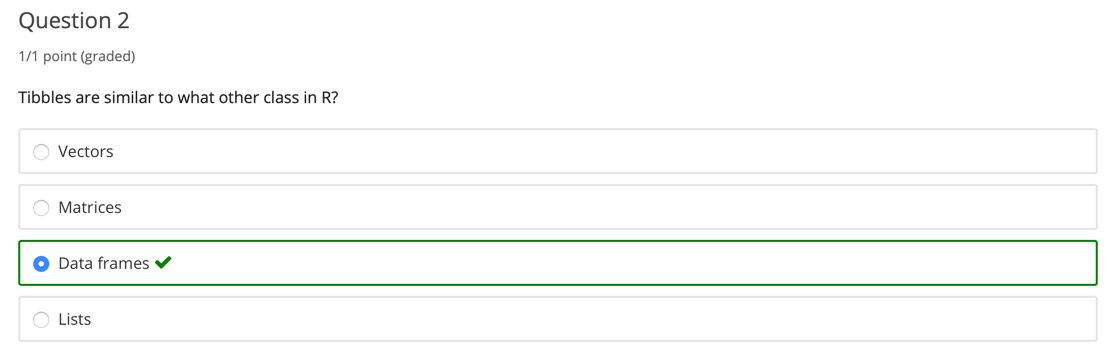 Question 2
1/1 point (graded)
Tibbles are similar to what other class in R?
Vectors
Matrices
Data frames
Lists